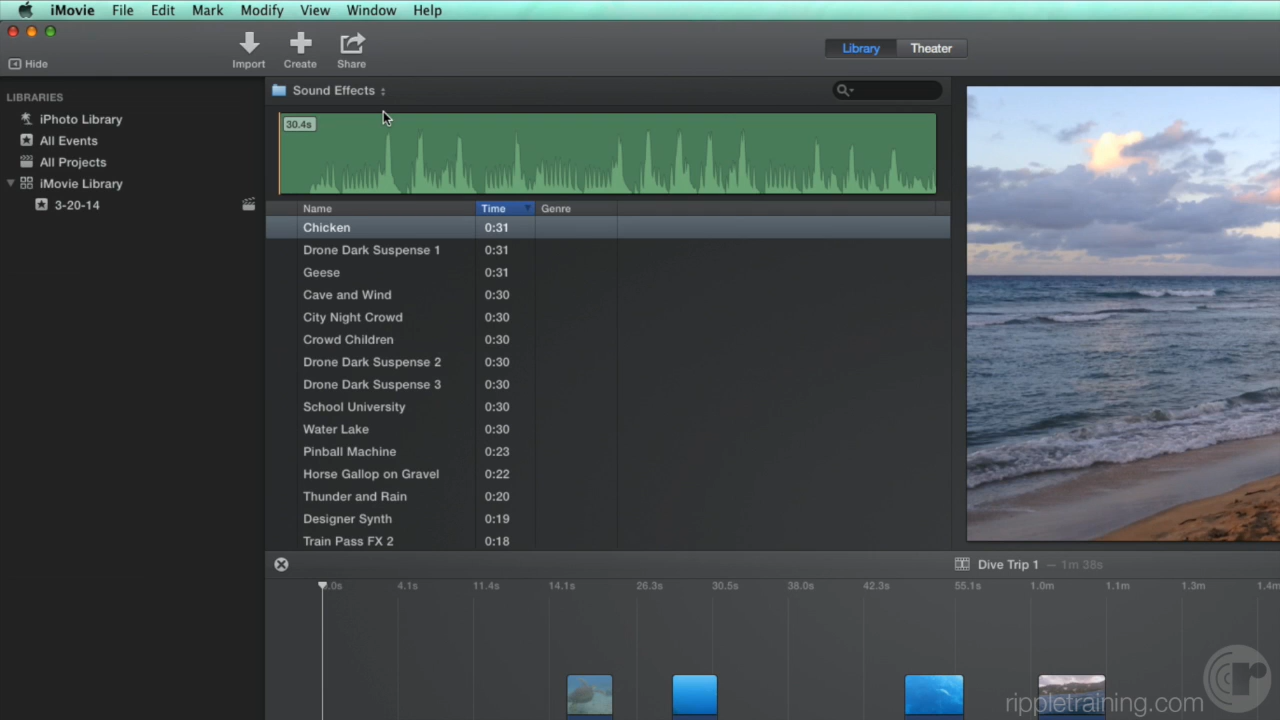 iMovie File Edit Mark Modify View Window Help
Hide
Import
Create
Share
Library
Theater
LIBRARIES
iPhoto Library
All Events
All Projects
iMovie Library
3-20-14
Sound Effects
30.4s
Name Time Genre
Chicken 0:31
Drone Dark Suspense 1 0:31
Geese 0:31
Cave and Wind 0:30
City Night Crowd 0:30
Crowd Children 0:30
Drone Dark Suspense 2 0:30
Drone Dark Suspense 3 0:30
School University 0:30
Water Lake 0:30
Pinball Machine 0:23
Horse Gallop on Gravel 0:22
Thunder and Rain 0:20
Designer Synth 0:19
Train Pass FX 2 0:18
Dive Trip 1 — 1m 38s
.0s 4.1s 11.4s 14.1s 26.3s 30.5s 38.0s 42.3s 55.1s 1.0m 1.1m 1.3m 1.4m
rippletraining.com